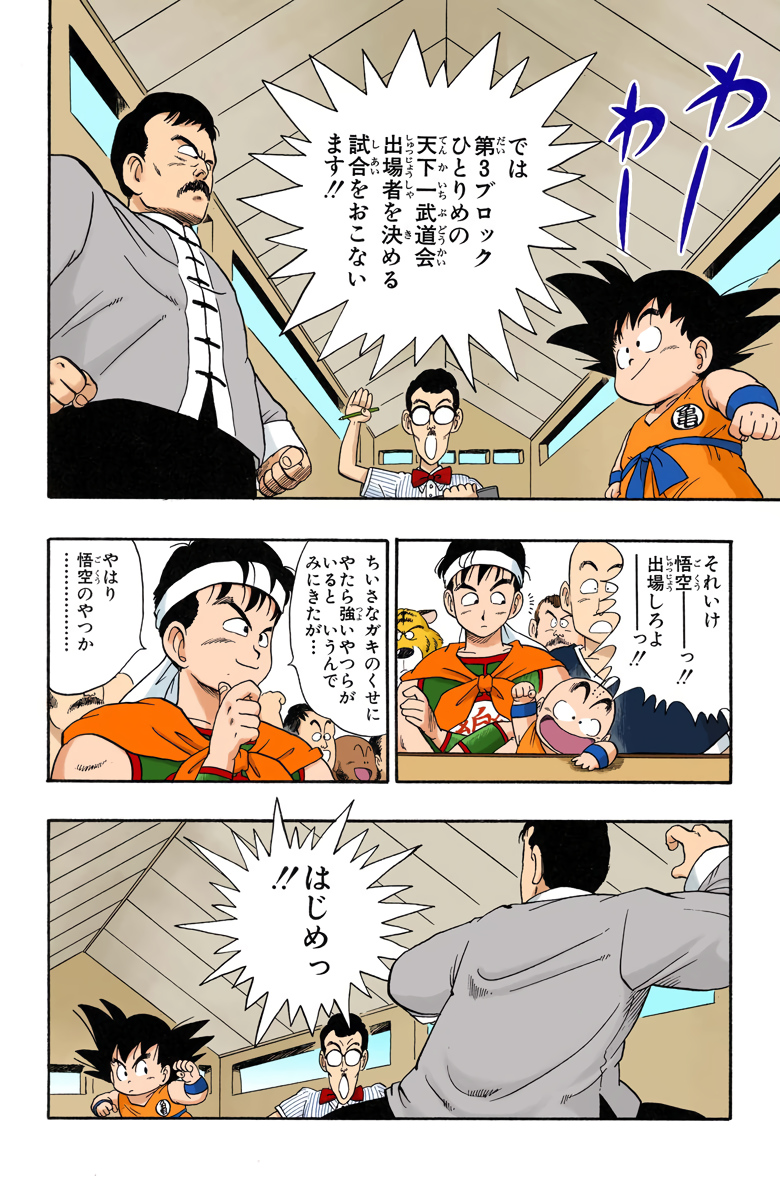 わー
わー
では
第3ブロック
ひとりめの
天下一武道会
出場者を決める
試合をおこない
ます!!
亀
それいけ
悟空――っ!!
出場しろよ
――っ!!
ちいさなガキのくせに
やたら強いやつらが
いると いうんで
みにきたが…
やはり
悟空のやつか
…………
はじめっ
!!